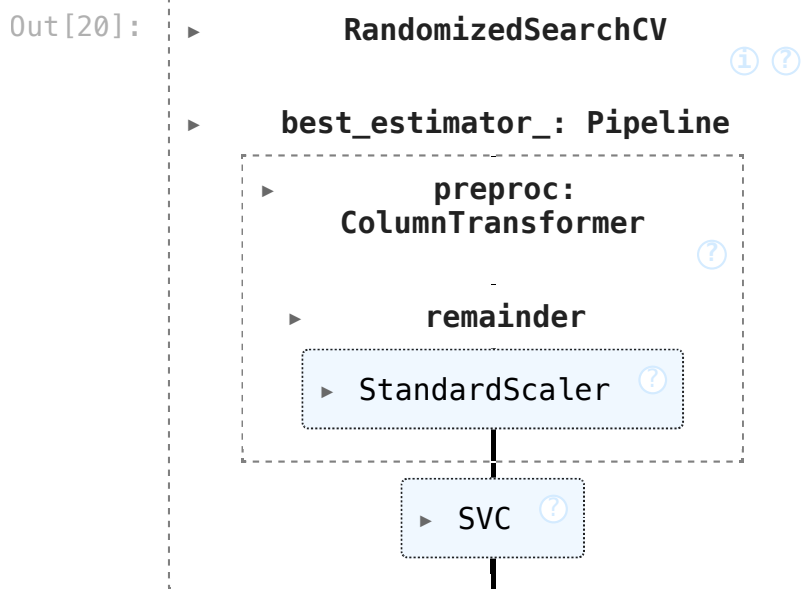 Out[20]:
▸ RandomizedSearchCV
i ?
▸ best_estimator_: Pipeline
▸ preproc:
ColumnTransformer
?
▸ remainder
▸ StandardScaler ?
▸ SVC ?